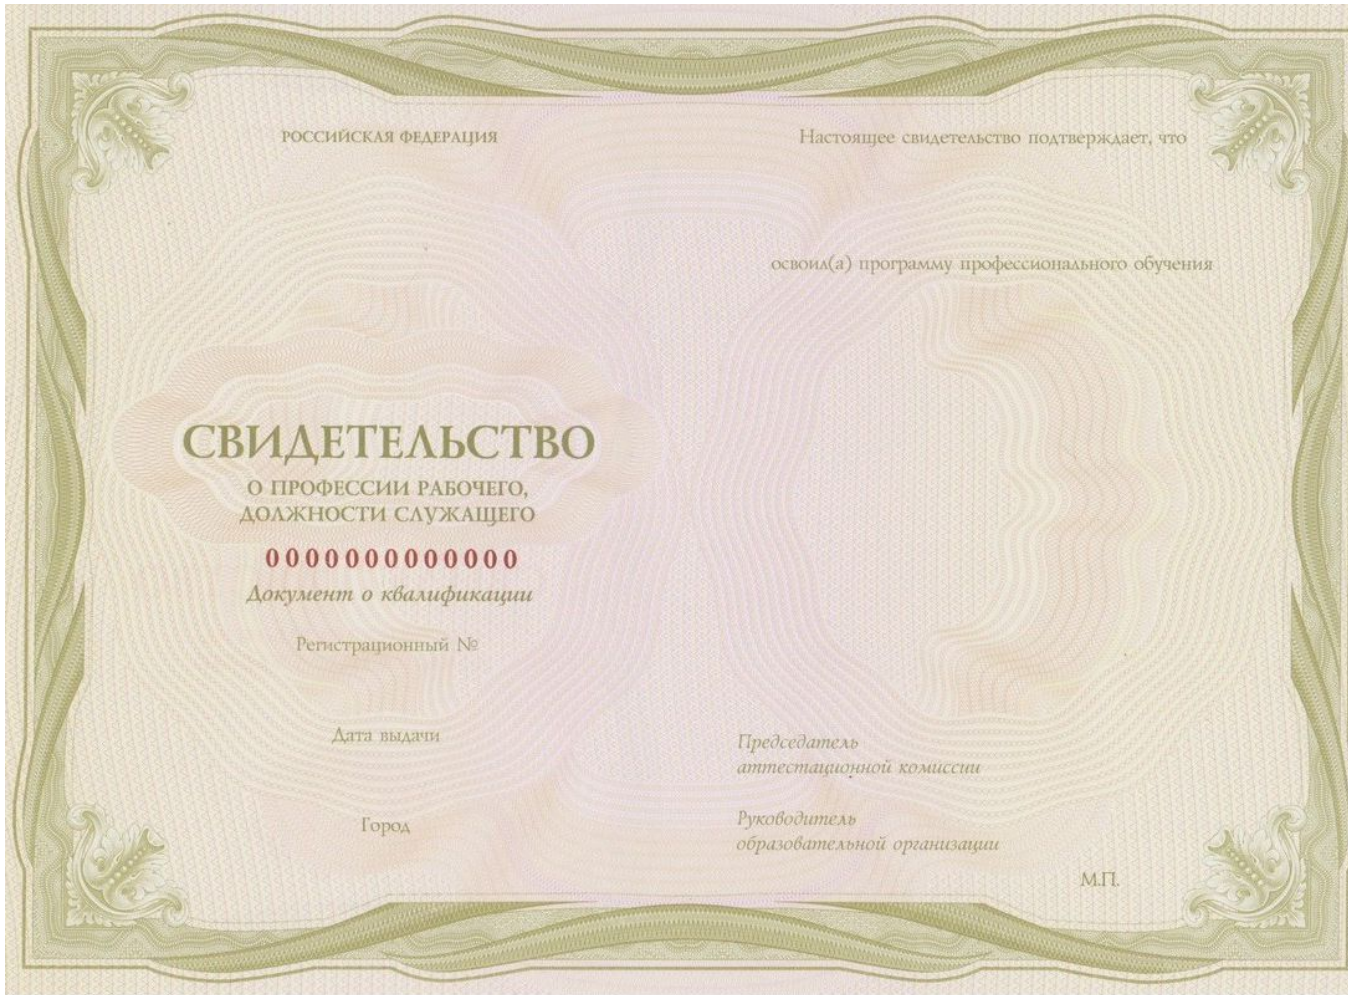 РОССИЙСКАЯ ФЕДЕРАЦИЯ
СВИДЕТЕЛЬСТВО
О ПРОФЕССИИ РАБОЧЕГО,
ДОЛЖНОСТИ СЛУЖАЩЕГО
0000000000000
Документ о квалификации
Регистрационный №
Дата выдачи
Город
Настоящее свидетельство подтверждает, что
освоил(а) программу профессионального обучения
Председатель
аттестационной комиссии
Руководитель
образовательной организации
М.П.